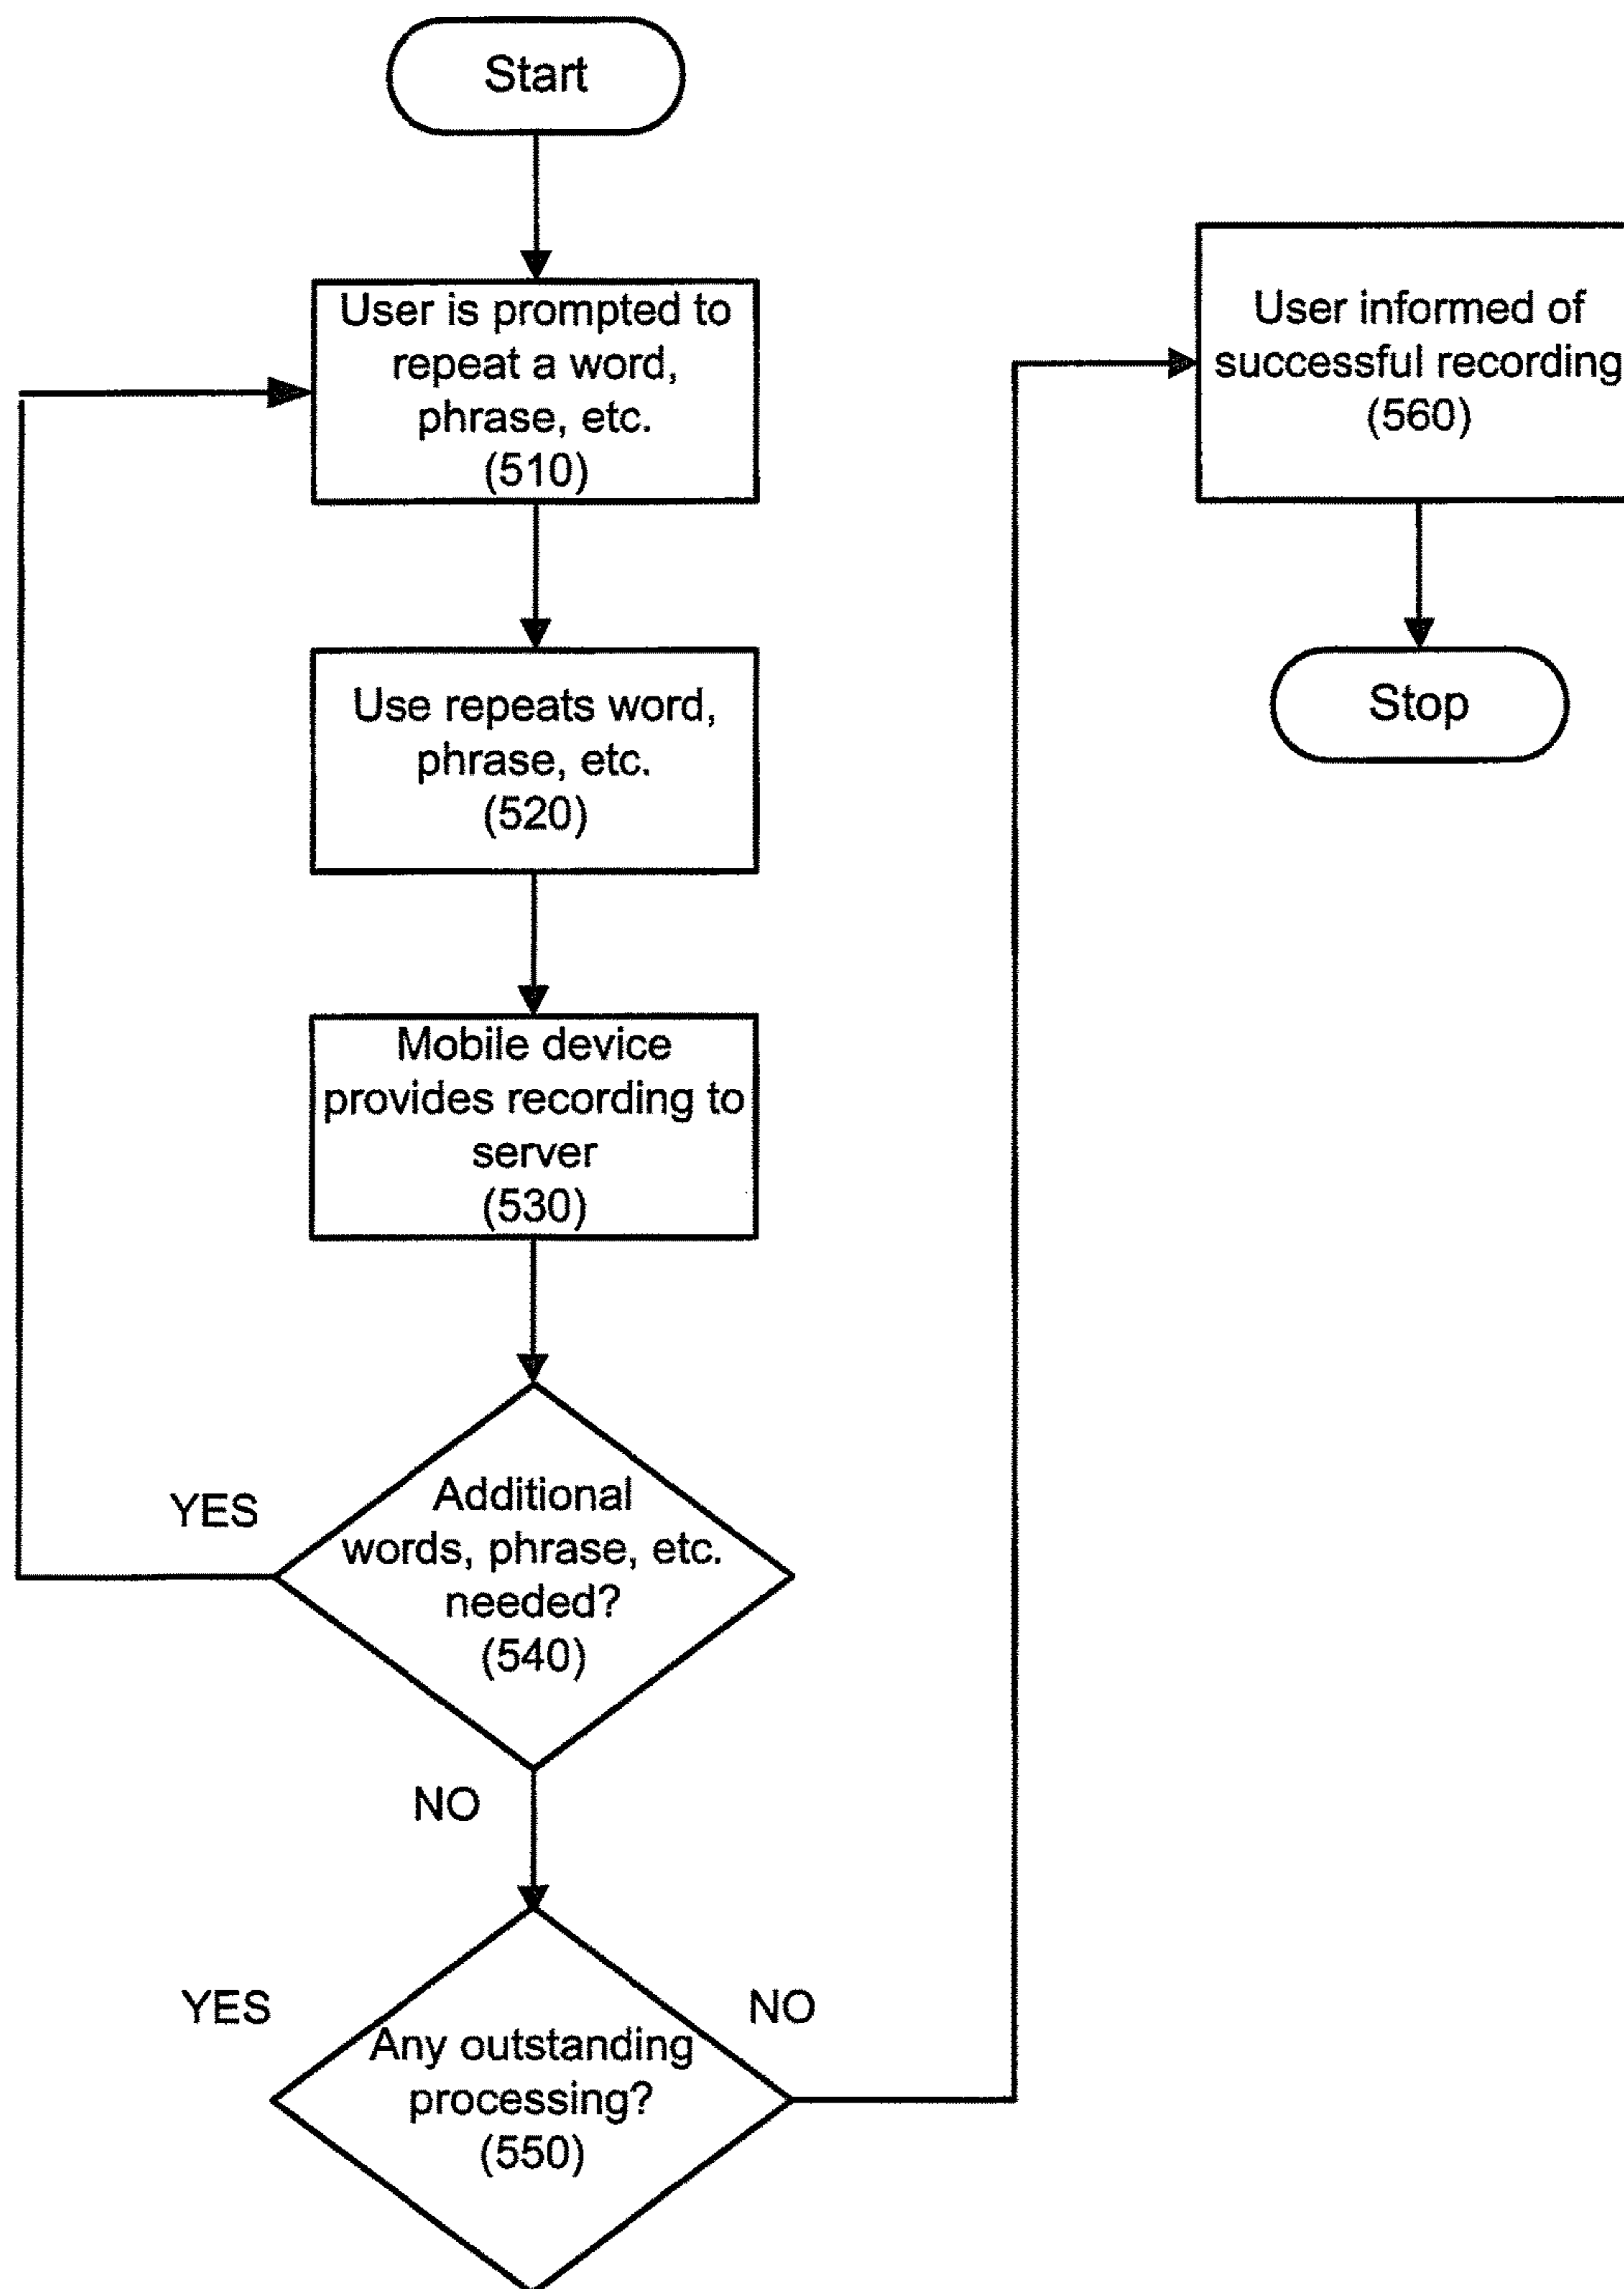 Start
User is prompted to
repeat a word,
phrase, etc.
(510)
Use repeats word,
phrase, etc.
(520)
Mobile device
provides recording to
server
(530)
YES
Additional
words, phrase, etc.
needed?
(540)
NO
YES
NO
Any outstanding
processing?
(550)
User informed of
successful recording
(560)
Stop